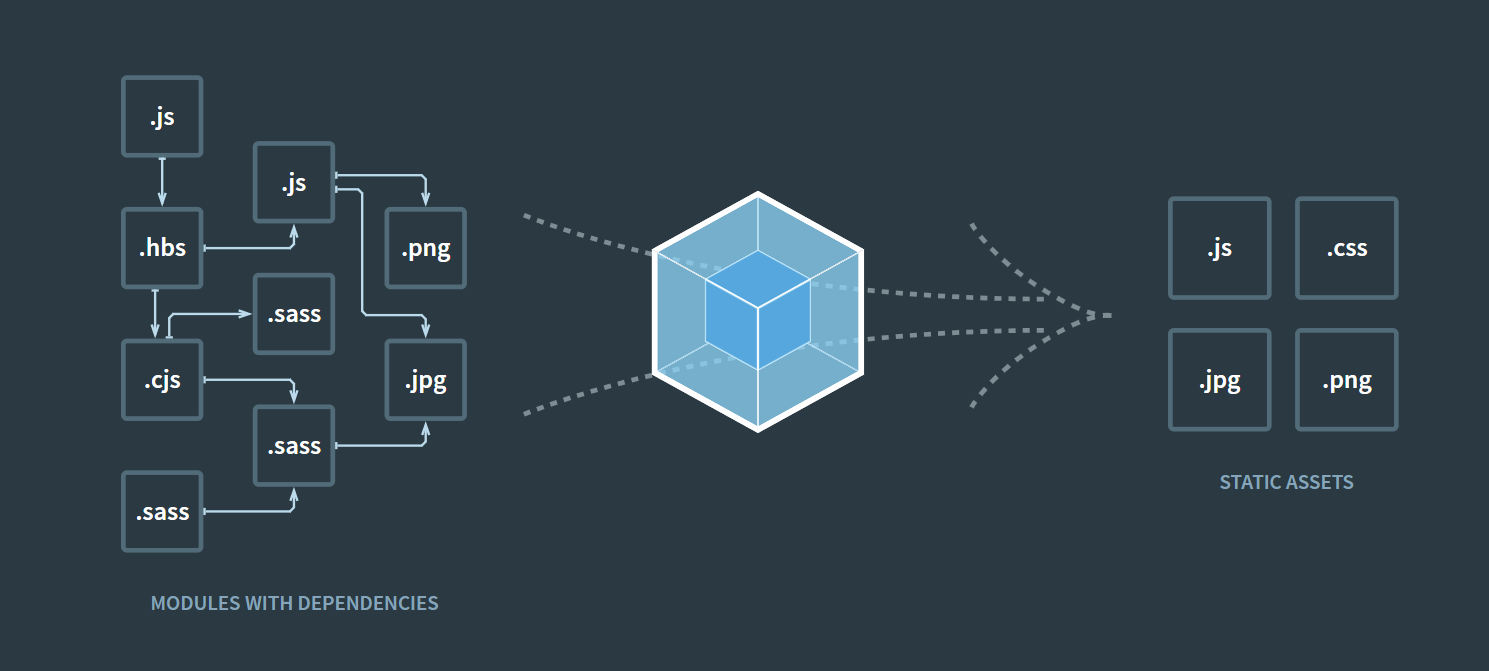 .js
.js
.hbs
.png
.sass
.cjs
.jpg
.sass
.sass
MODULES WITH DEPENDENCIES
.js
.css
.jpg
.png
STATIC ASSETS